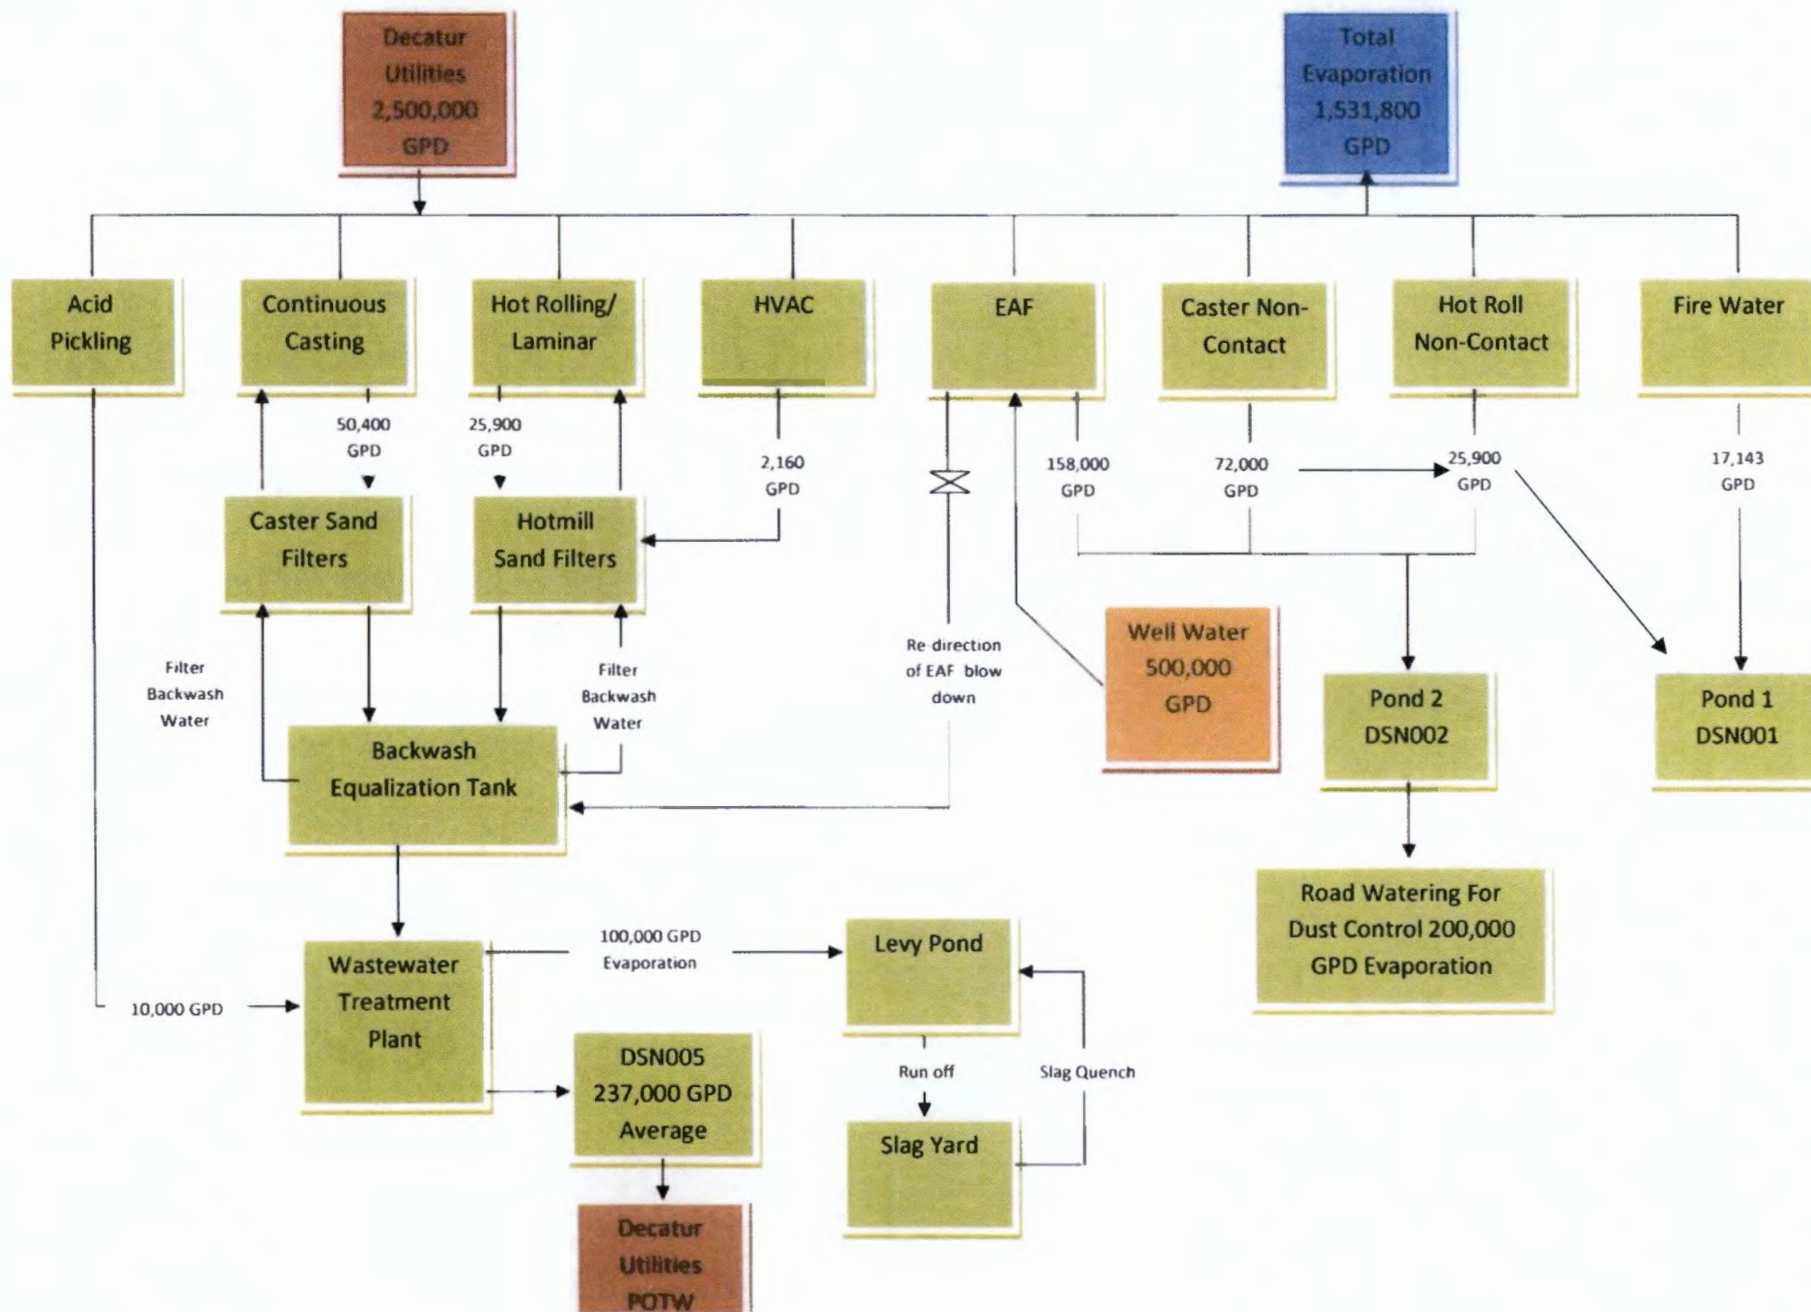 Decatur
Utilities
2,500,000
GPD
Total
Evaporation
1,531,800
GPD
Acid
Pickling
Continuous
Casting
Hot Rolling/
Laminar
HVAC
EAF
Caster Non-
Contact
Hot Roll
Non-Contact
Fire Water
50,400
GPD
25,900
GPD
2,160
GPD
158,000
GPD
72,000
GPD
25,900
GPD
17,143
GPD
Caster Sand
Filters
Hotmill
Sand Filters
Filter
Backwash
Water
Filter
Backwash
Water
Re-direction
of EAF blow
down
Well Water
500,000
GPD
Pond 2
DSN002
Pond 1
DSN001
Backwash
Equalization Tank
Road Watering For
Dust Control 200,000
GPD Evaporation
Wastewater
Treatment
Plant
100,000 GPD
Evaporation
Levy Pond
10,000 GPD
DSN005
237,000 GPD
Average
Run off
Slag Quench
Slag Yard
Decatur
Utilities
POTW